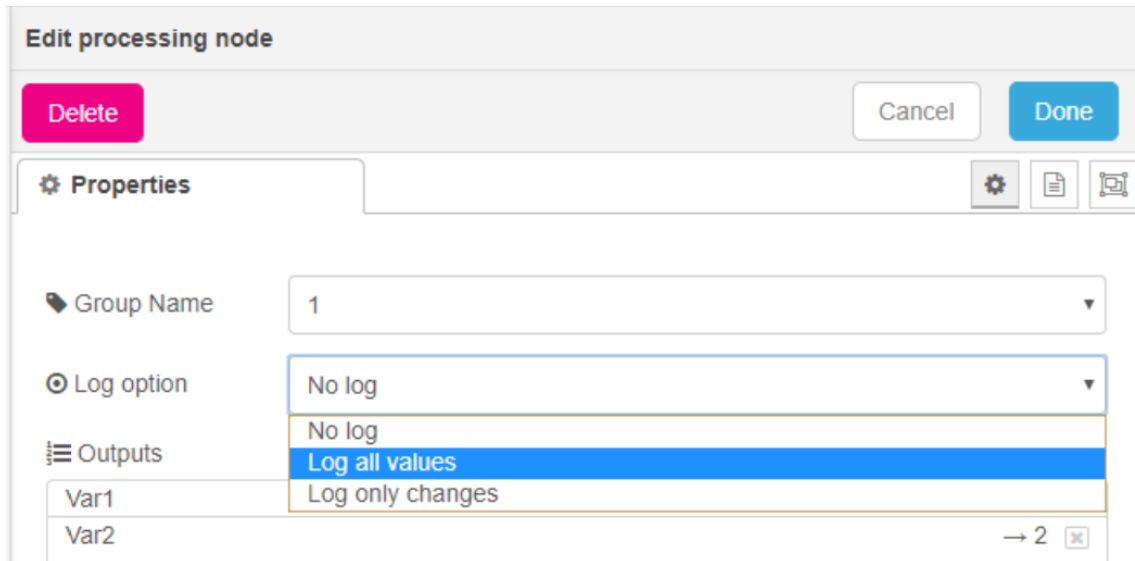 Edit processing node
Delete
Cancel
Done
Properties
Group Name
1
Log option
No log
No log
Outputs
Log all values
Log only changes
Var1
Var2
→ 2